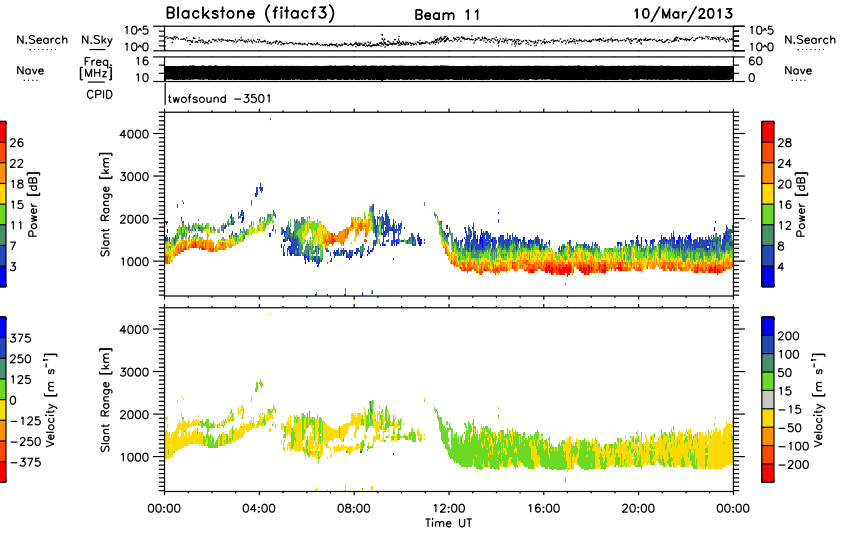 Blackstone (fitacf3) Beam 11 10/Mar/2013
N.Search N.Sky 10^5 10^0 10^5 10^0 N.Search
Nave Freq. [MHz] 16 10 60 0 Nave
CPID twofsound -3501
26 22 18 15 11 7 3 Power [dB]
Slant Range [km] 4000 3000 2000 1000
28 24 20 16 12 8 4 Power [dB]
375 250 125 0 -125 -250 -375 Velocity [m s^-1]
Slant Range [km] 4000 3000 2000 1000
200 100 50 15 -15 -50 -100 -200 Velocity [m s^-1]
00:00 04:00 08:00 12:00 16:00 20:00 00:00
Time UT